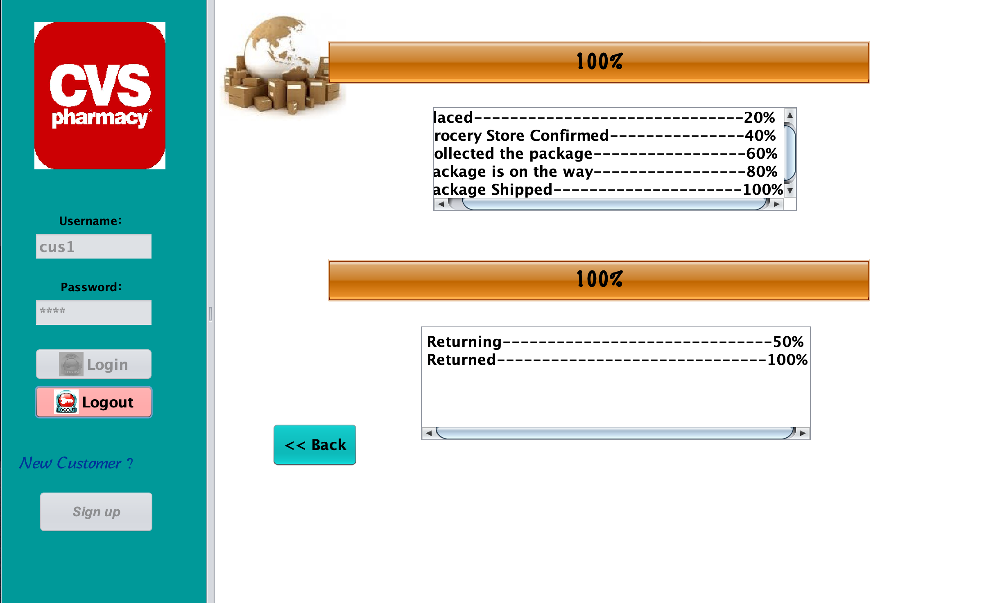 CVS
pharmacy
Username:
cus1
Password:
****
Login
Logout
New Customer ?
Sign up
100%
laced------------------------------20%
rocery Store Confirmed---------------40%
ollected the package-----------------60%
ackage is on the way-----------------80%
ackage Shipped---------------------100%
100%
Returning------------------------------50%
Returned------------------------------100%
<< Back